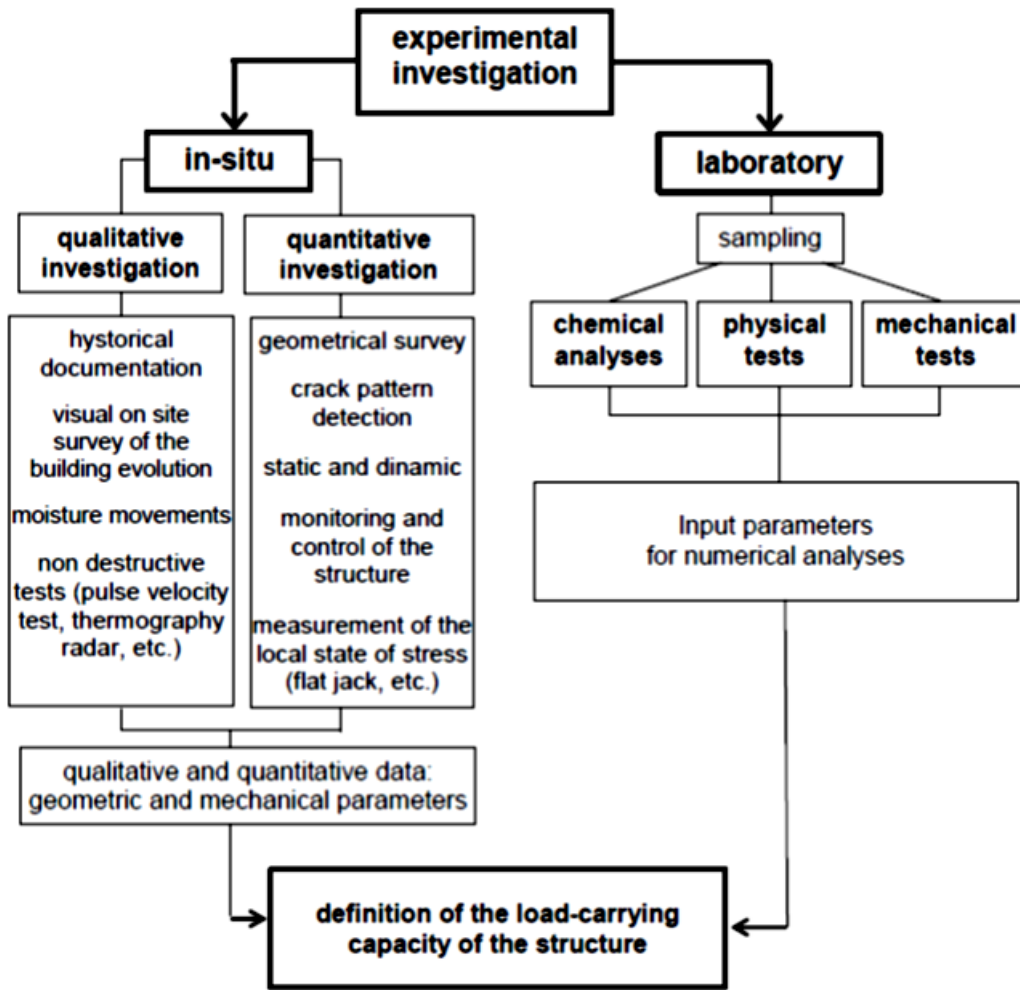 experimental
investigation
in-situ
laboratory
qualitative
investigation
quantitative
investigation
sampling
chemical
analyses
physical
tests
mechanical
tests
hystorical
documentation
visual on site
survey of the
building evolution
moisture movements
non destructive
tests (pulse velocity
test, thermography
radar, etc.)
geometrical survey
crack pattern
detection
static and dinamic
monitoring and
control of the
structure
measurement of the
local state of stress
(flat jack, etc.)
Input parameters
for numerical analyses
qualitative and quantitative data:
geometric and mechanical parameters
definition of the load-carrying
capacity of the structure